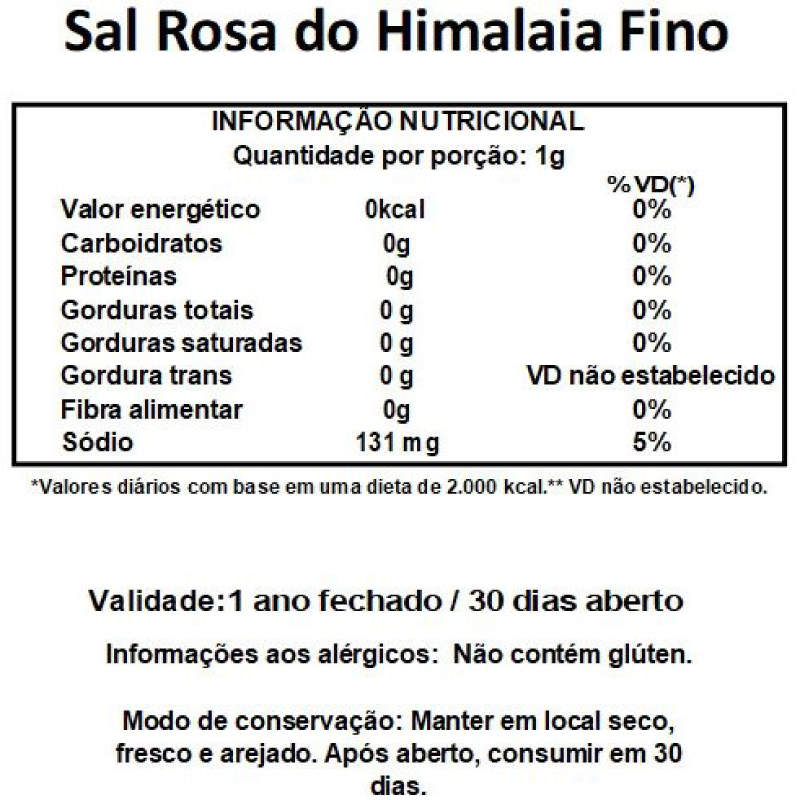 Sal Rosa do Himalaia Fino
INFORMAÇÃO NUTRICIONAL
Quantidade por porção: 1g
%VD(*)
Valor energético 0kcal 0%
Carboidratos 0g 0%
Proteínas 0g 0%
Gorduras totais 0 g 0%
Gorduras saturadas 0 g 0%
Gordura trans 0 g VD não estabelecido
Fibra alimentar 0g 0%
Sódio 131 mg 5%
*Valores diários com base em uma dieta de 2.000 kcal.** VD não estabelecido.
Validade:1 ano fechado / 30 dias aberto
Informações aos alérgicos: Não contém glúten.
Modo de conservação: Manter em local seco,
fresco e arejado. Após aberto, consumir em 30
dias.